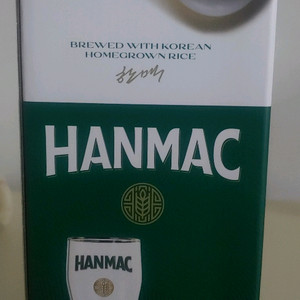 BREWED WITH KOREAN
HOMEGROWN RICE
한맥
HANMAC
HANMAC